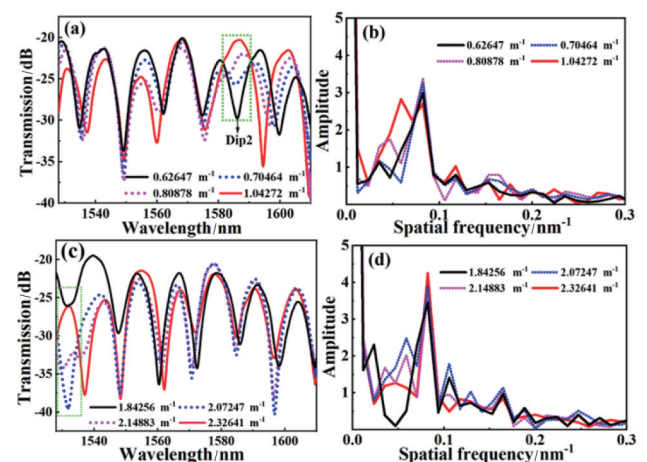 (a)
Transmission/dB
-20
-25
-30
-35
-40
Dip2
0.62647 m⁻¹ 0.70464 m⁻¹
0.80878 m⁻¹ 1.04272 m⁻¹
1540 1560 1580 1600
Wavelength/nm
(b)
Amplitude
5
4
3
2
1
0.62647 m⁻¹ 0.70464 m⁻¹
0.80878 m⁻¹ 1.04272 m⁻¹
0.0 0.1 0.2 0.3
Spatial frequency/nm⁻¹
(c)
Transmission/dB
-20
-25
-30
-35
-40
1.84256 m⁻¹ 2.07247 m⁻¹
2.14883 m⁻¹ 2.32641 m⁻¹
1540 1560 1580 1600
Wavelength/nm
(d)
Amplitude
5
4
3
2
1
1.84256 m⁻¹ 2.07247 m⁻¹
2.14883 m⁻¹ 2.32641 m⁻¹
0.0 0.1 0.2 0.3
Spatial frequency/nm⁻¹